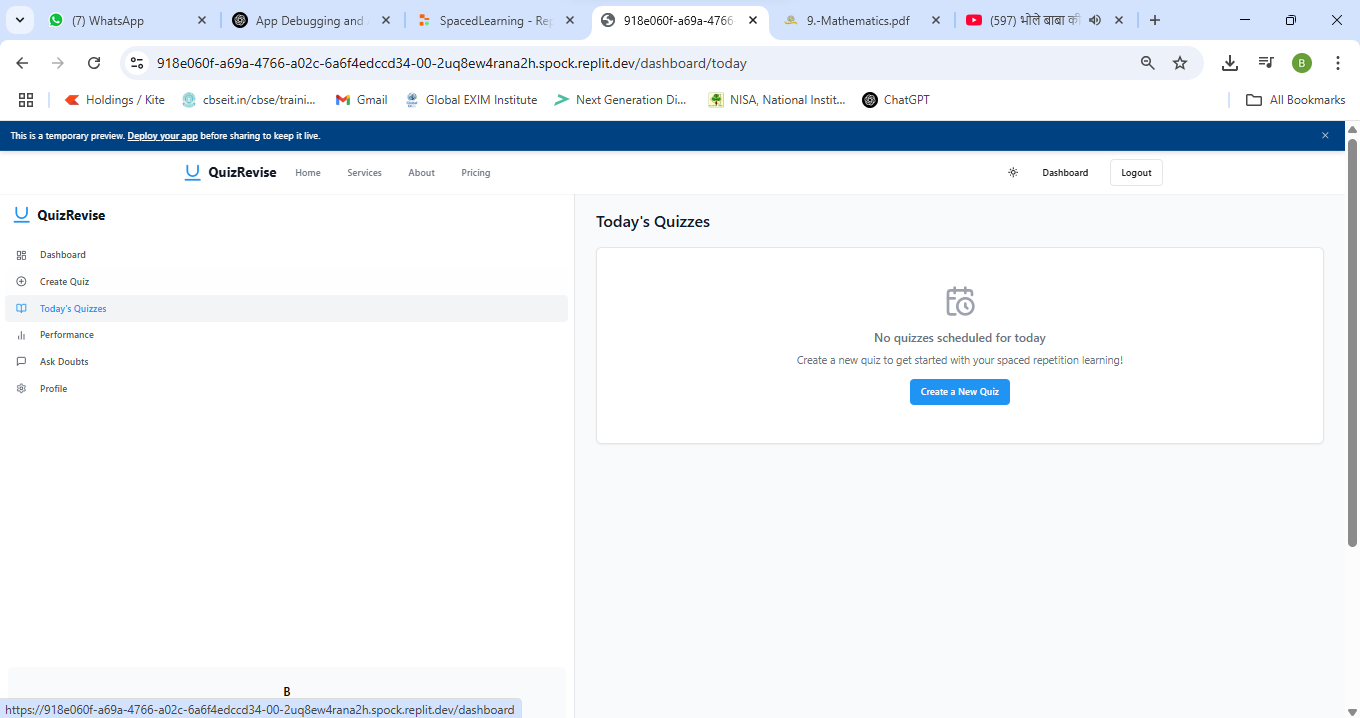 (7) WhatsApp
App Debugging and
SpacedLearning - Rep
918e060f-a69a-4766-
9.-Mathematics.pdf
(597) भोले बाबा की
918e060f-a69a-4766-a02c-6a6f4edccd34-00-2uq8ew4rana2h.spock.replit.dev/dashboard/today
B
Holdings / Kite
cbseit.in/cbse/traini...
Gmail
Global EXIM Institute
Next Generation Di...
NISA, National Instit...
ChatGPT
All Bookmarks
This is a temporary preview. Deploy your app before sharing to keep it live.
QuizRevise
Home
Services
About
Pricing
Dashboard
Logout
QuizRevise
Dashboard
Create Quiz
Today's Quizzes
Performance
Ask Doubts
Profile
Today's Quizzes
No quizzes scheduled for today
Create a new quiz to get started with your spaced repetition learning!
Create a New Quiz
B
https://918e060f-a69a-4766-a02c-6a6f4edccd34-00-2uq8ew4rana2h.spock.replit.dev/dashboard